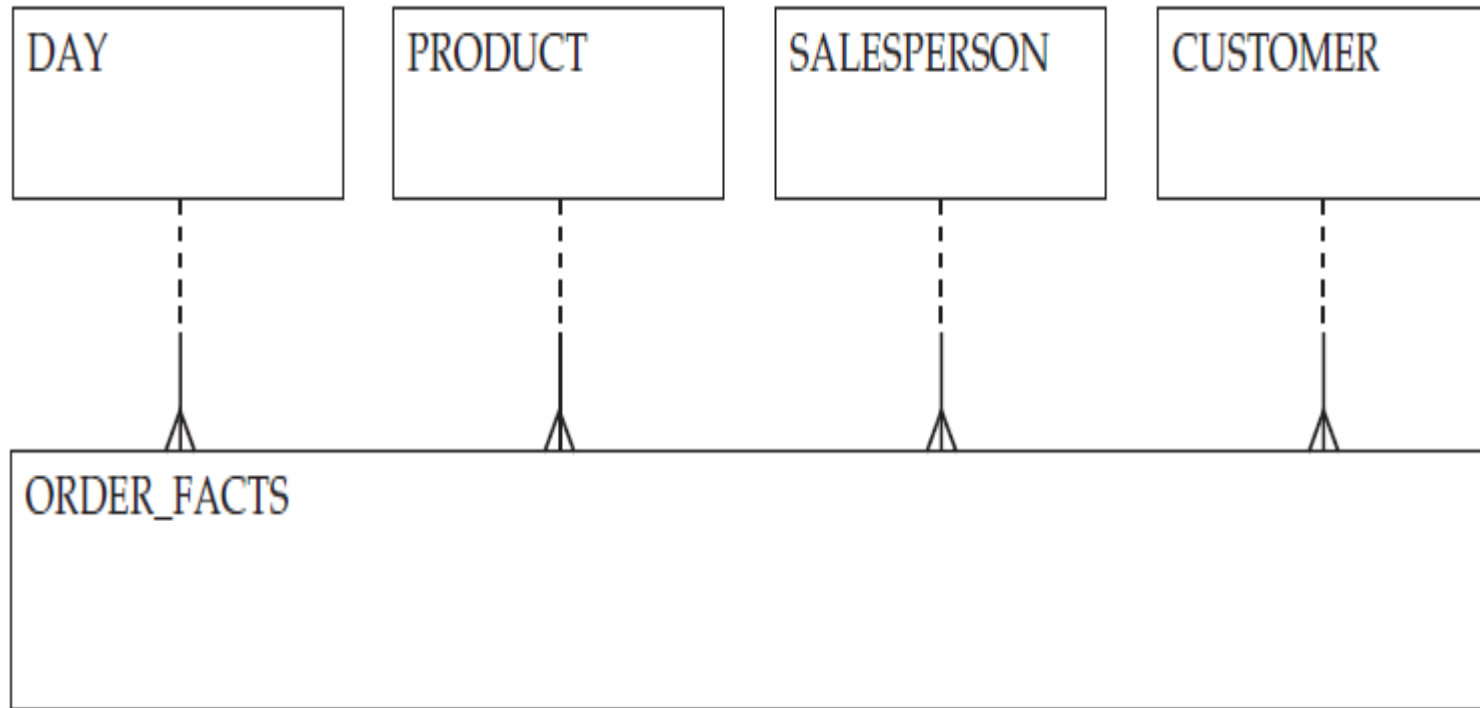 DAY
PRODUCT
SALESPERSON
CUSTOMER
ORDER_FACTS